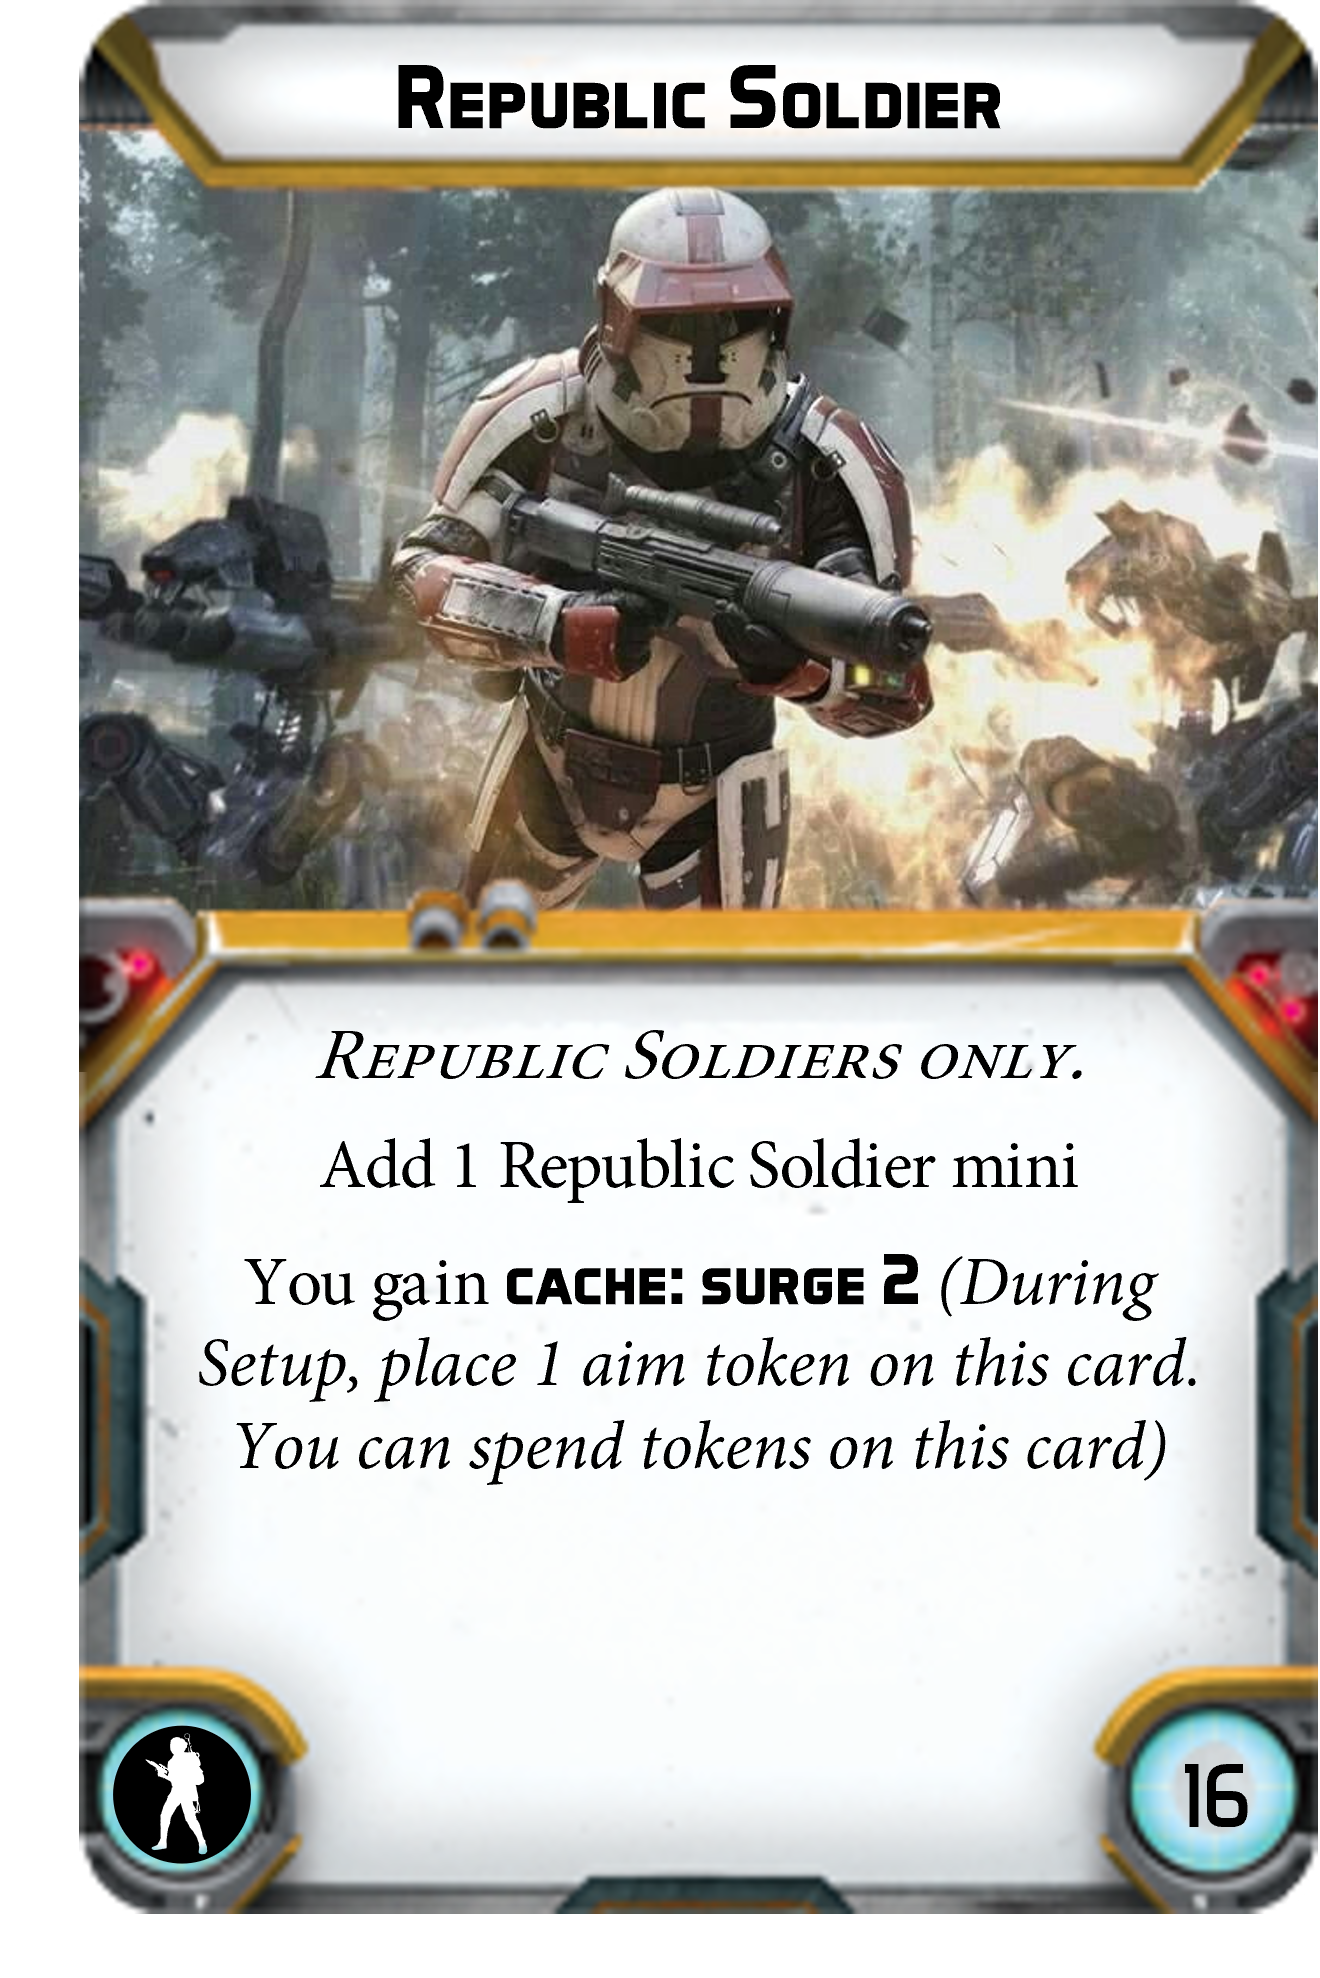 Republic Soldier
Republic Soldiers only.
Add 1 Republic Soldier mini
You gain cache: surge 2 (During
Setup, place 1 aim token on this card.
You can spend tokens on this card)
16